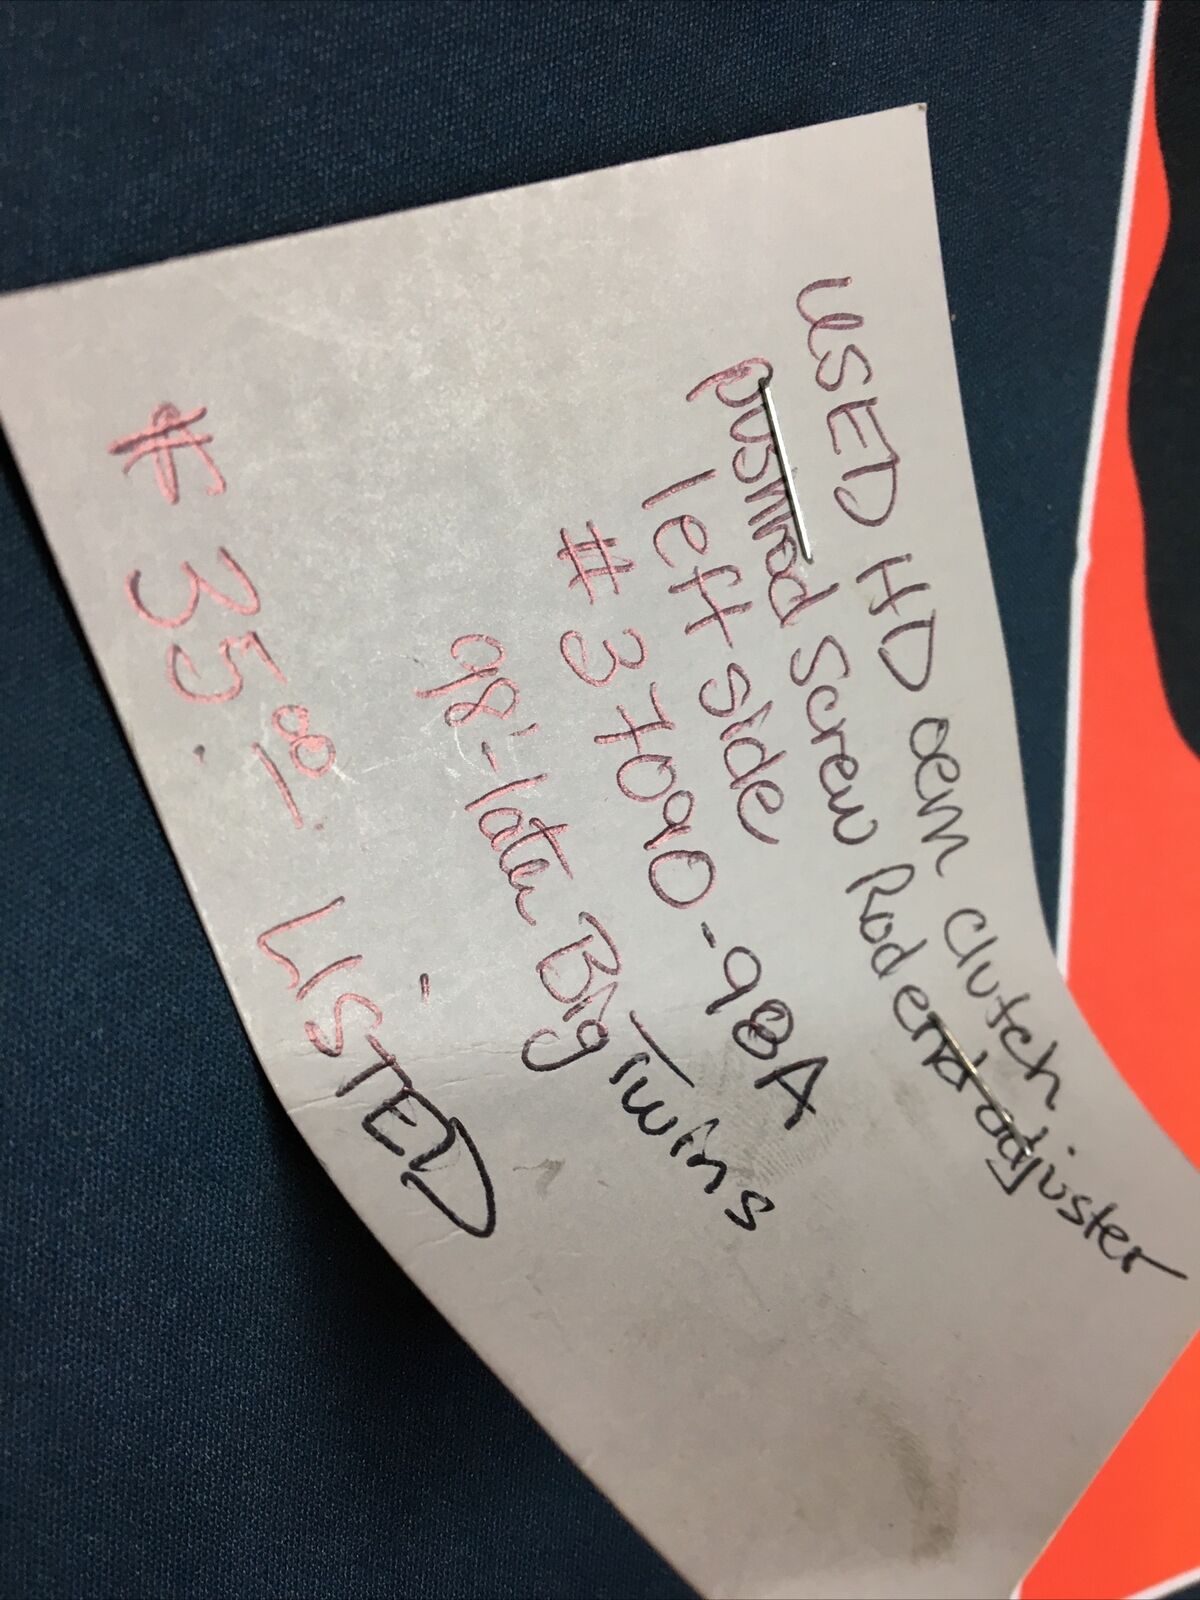 USED HD oem clutch
pushrod Screw Rod end adjuster
left side
# 37090-98A
98'-later Big Twins
# 35.00 LISTED